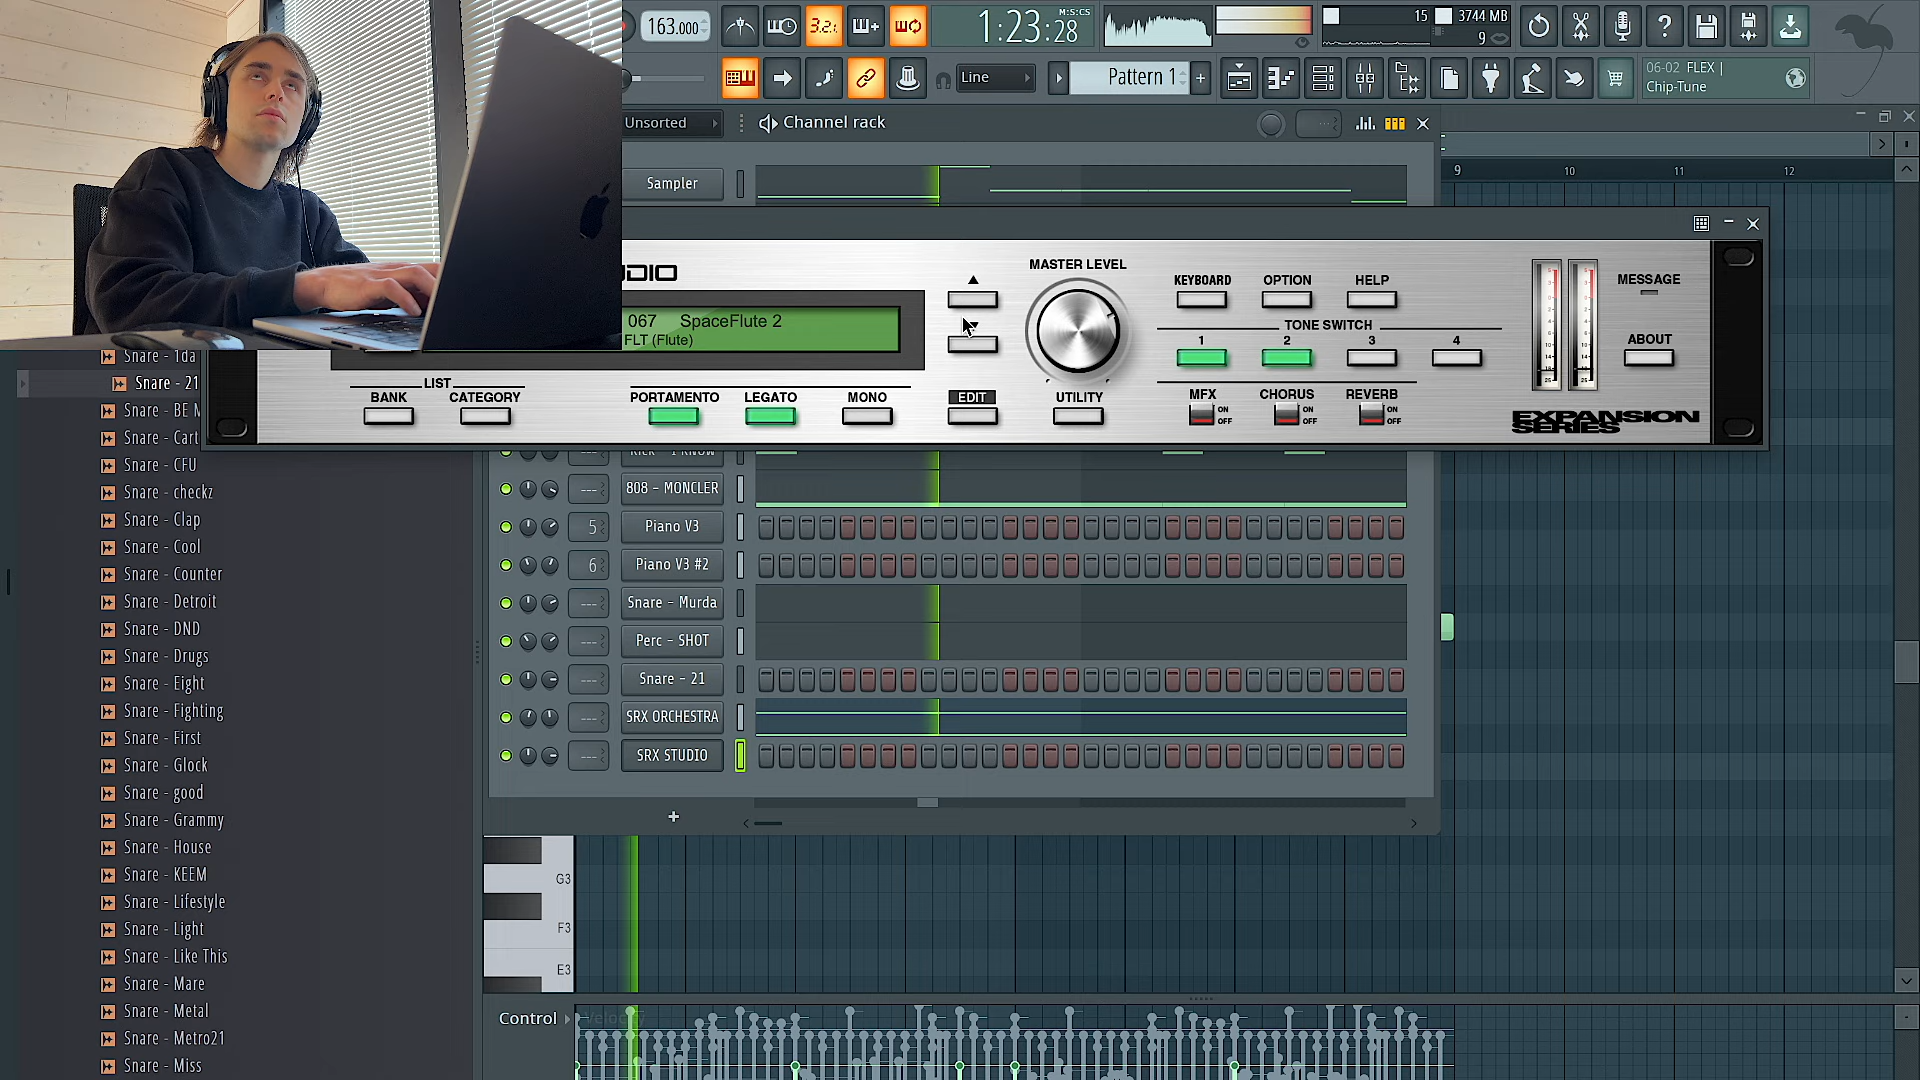 163.000
3.2.
1:23:28
M:S:CS
15
3744 MB
9
Line
Pattern 1
+
06-02 FLEX |
Chip-Tune
Unsorted
Channel rack
Sampler
9
10
11
12
MASTER LEVEL
KEYBOARD
OPTION
HELP
MESSAGE
067 SpaceFlute 2
FLT (Flute)
TONE SWITCH
1
2
3
4
ABOUT
LIST
BANK
CATEGORY
PORTAMENTO
LEGATO
MONO
EDIT
UTILITY
MFX
CHORUS
REVERB
ON
OFF
ON
OFF
ON
OFF
EXPANSION
SERIES
Snare - 1da
Snare - 21
Snare - BE M
Snare - Cart
Snare - CFU
Snare - checkz
Snare - Clap
Snare - Cool
Snare - Counter
Snare - Detroit
Snare - DND
Snare - Drugs
Snare - Eight
Snare - Fighting
Snare - First
Snare - Glock
Snare - good
Snare - Grammy
Snare - House
Snare - KEEM
Snare - Lifestyle
Snare - Light
Snare - Like This
Snare - Mare
Snare - Metal
Snare - Metro21
Snare - Miss
808 - MONCLER
5
Piano V3
6
Piano V3 #2
Snare - Murda
Perc - SHOT
Snare - 21
SRX ORCHESTRA
SRX STUDIO
+
G3
F3
E3
Control